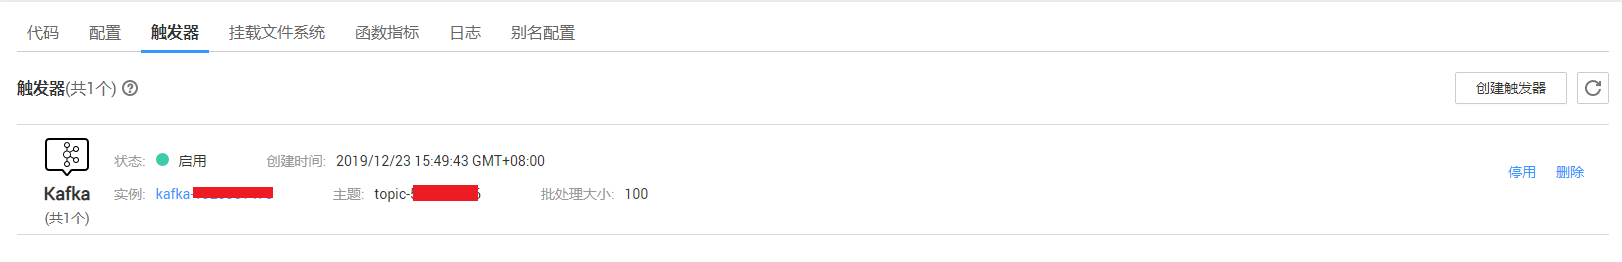 代码 配置 触发器 挂载文件系统 函数指标 日志 别名配置
触发器(共1个) ? 创建触发器
状态: 启用 创建时间: 2019/12/23 15:49:43 GMT+08:00 停用 删除
Kafka 实例: kafka- 主题: topic- 批处理大小: 100
(共1个)